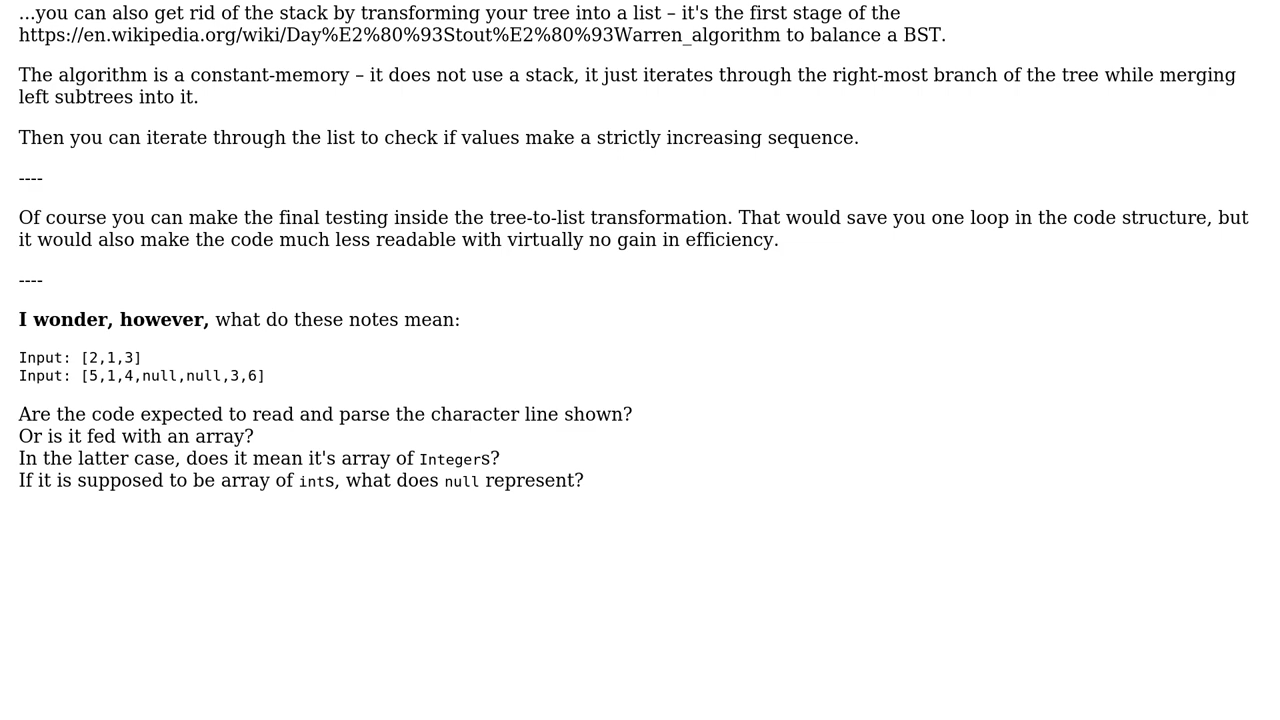 ...you can also get rid of the stack by transforming your tree into a list – it's the first stage of the
https://en.wikipedia.org/wiki/Day%E2%80%93Stout%E2%80%93Warren_algorithm to balance a BST.
The algorithm is a constant-memory – it does not use a stack, it just iterates through the right-most branch of the tree while merging
left subtrees into it.
Then you can iterate through the list to check if values make a strictly increasing sequence.
----
Of course you can make the final testing inside the tree-to-list transformation. That would save you one loop in the code structure, but
it would also make the code much less readable with virtually no gain in efficiency.
----
I wonder, however, what do these notes mean:
Input: [2,1,3]
Input: [5,1,4,null,null,3,6]
Are the code expected to read and parse the character line shown?
Or is it fed with an array?
In the latter case, does it mean it's array of Integers?
If it is supposed to be array of ints, what does null represent?